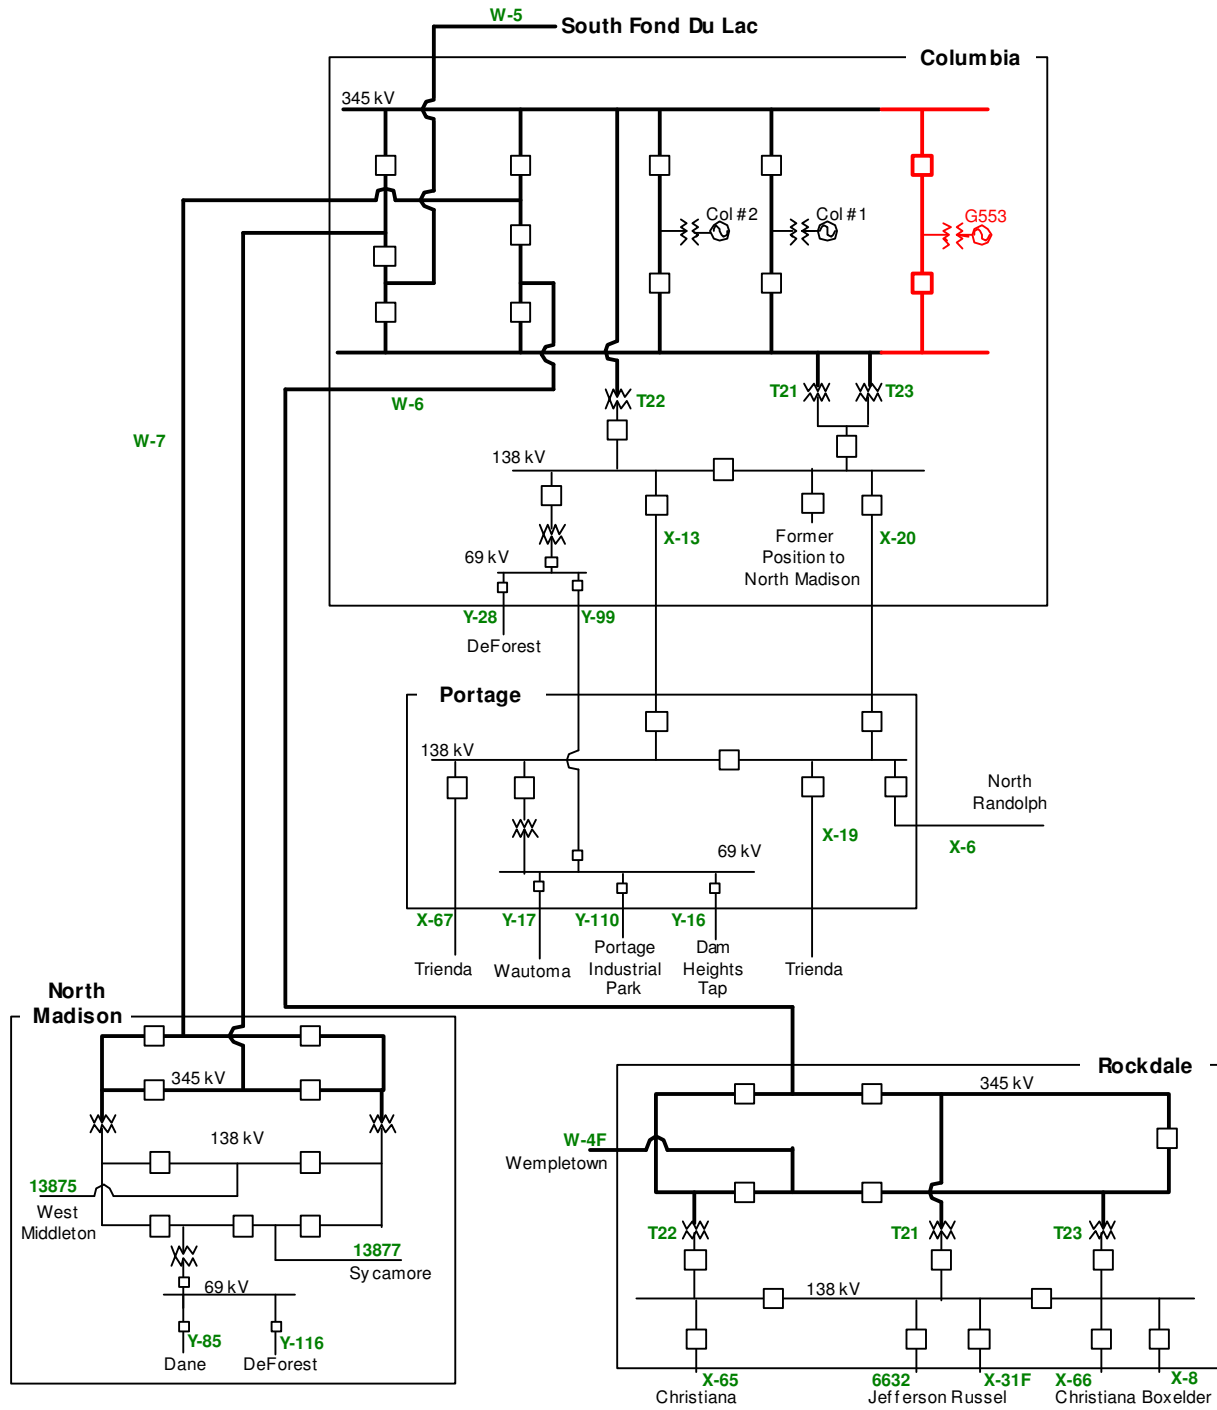 W-5
South Fond Du Lac
Columbia
345 kV
Col #2
Col #1
G553
W-6
T22
T21
T23
W-7
138 kV
X-13
Former
Position to
North Madison
X-20
69 kV
Y-28
Y-99
DeForest
Portage
138 kV
North
Randolph
X-19
X-6
69 kV
X-67
Y-17
Y-110
Y-16
Trienda
Wautoma
Portage
Industrial
Park
Dam
Heights
Tap
Trienda
North
Madison
345 kV
138 kV
13875
West
Middleton
13877
Sycamore
69 kV
Y-85
Y-116
Dane
DeForest
Rockdale
345 kV
W-4F
Wempletown
T22
T21
T23
138 kV
X-65
6632
X-31F
X-66
X-8
Christiana
Jefferson Russel
Christiana Boxelder